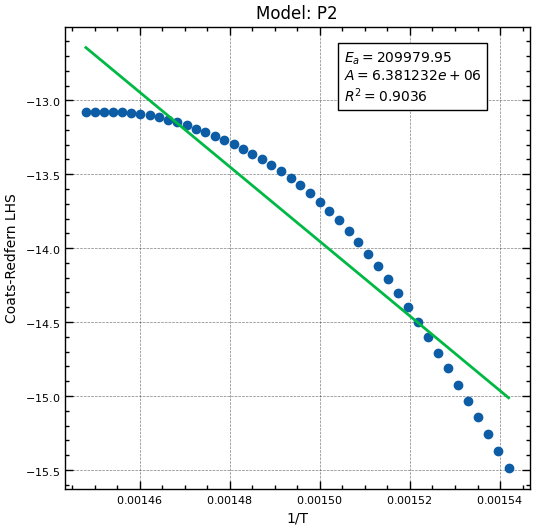 Model: P2
Eₐ = 209979.95
A = 6.381232e + 06
R² = 0.9036
−13.0
−13.5
−14.0
−14.5
−15.0
−15.5
Coats-Redfern LHS
0.00146 0.00148 0.00150 0.00152 0.00154
1/T